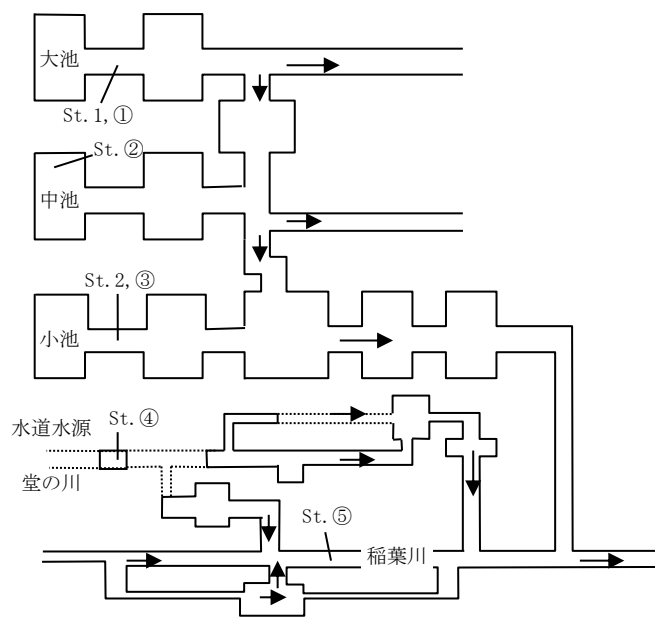 大池
St. 1, ①
St. ②
中池
St. 2, ③
小池
St. ④
水道水源
堂の川
St. ⑤
稲葉川